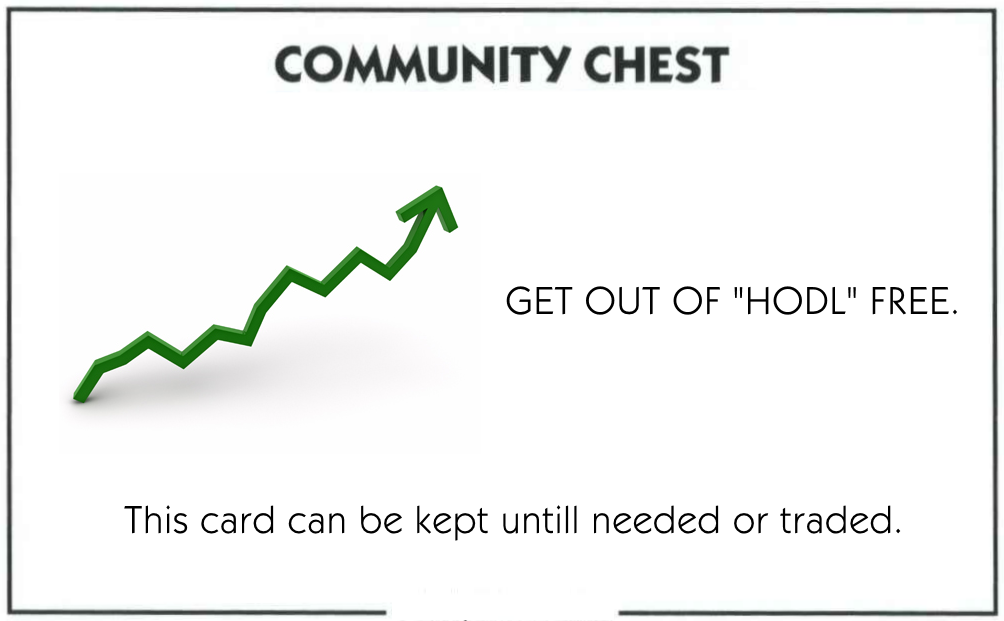 COMMUNITY CHEST
GET OUT OF "HODL" FREE.
This card can be kept untill needed or traded.